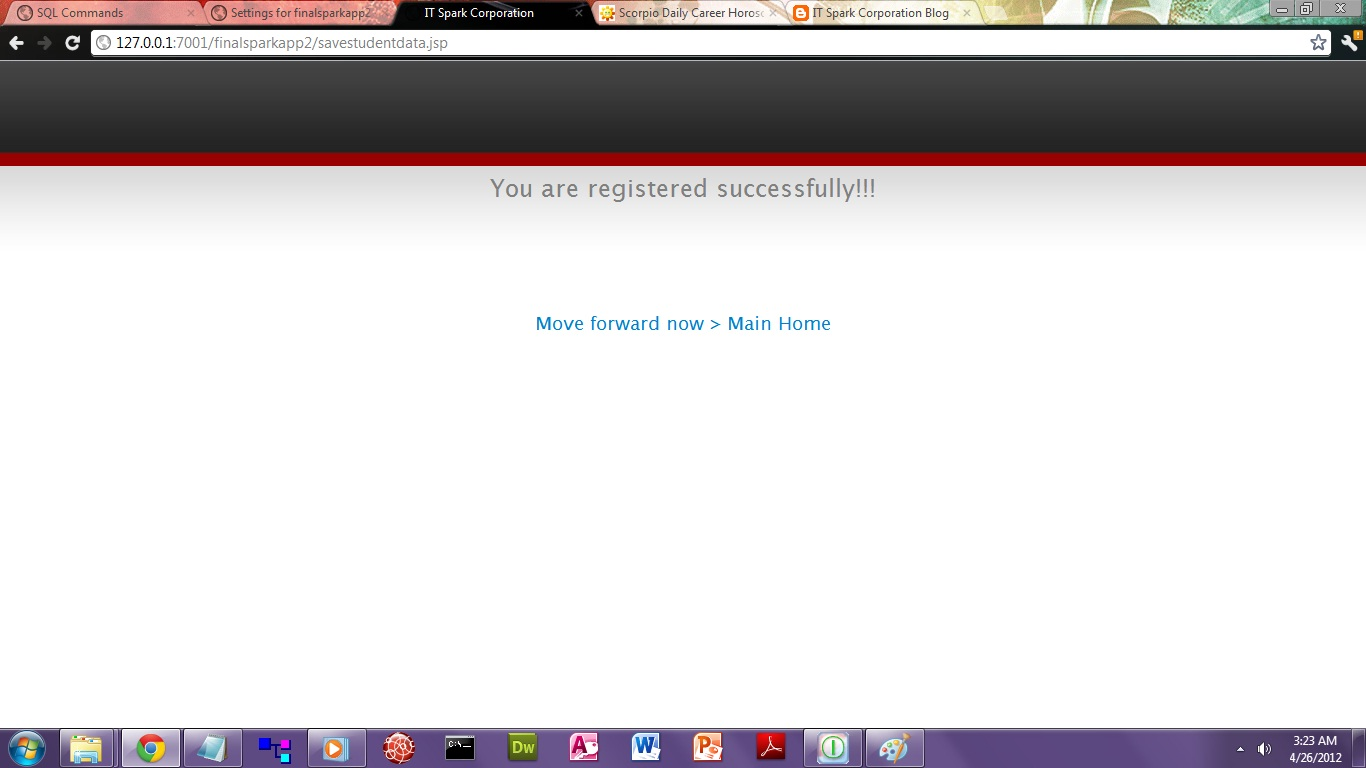 SQL Commands
Settings for finalsparkapp2
IT Spark Corporation
Scorpio Daily Career Horosc
IT Spark Corporation Blog
127.0.0.1:7001/finalsparkapp2/savestudentdata.jsp
You are registered successfully!!!
Move forward now > Main Home
C:\_
Dw
A
W
P
3:23 AM
4/26/2012